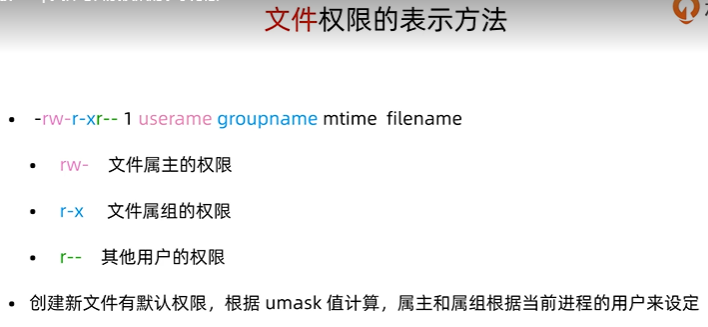 文件权限的表示方法
-rw-r-xr-- 1 userame groupname mtime filename
rw- 文件属主的权限
r-x 文件属组的权限
r-- 其他用户的权限
创建新文件有默认权限，根据 umask 值计算，属主和属组根据当前进程的用户来设定